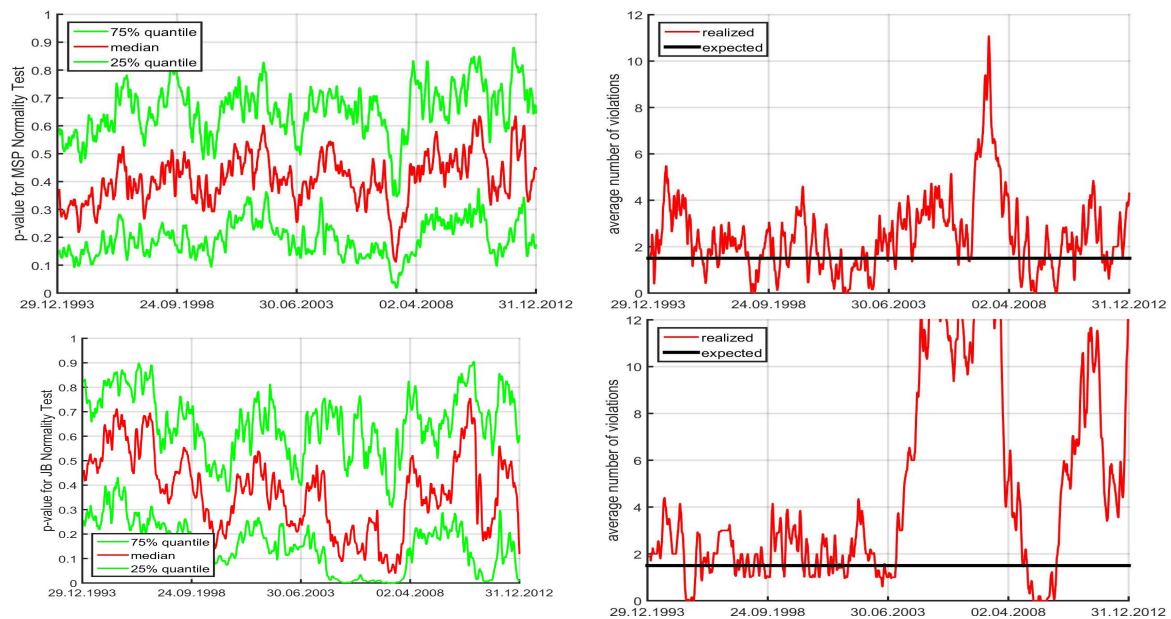 p-value for MSP Normality Test
1
0.9
0.8
0.7
0.6
0.5
0.4
0.3
0.2
0.1
0
75% quantile
median
25% quantile
29.12.1993 24.09.1998 30.06.2003 02.04.2008 31.12.2012
average number of violations
12
10
8
6
4
2
0
realized
expected
29.12.1993 24.09.1998 30.06.2003 02.04.2008 31.12.2012
p-value for JB Normality Test
1
0.9
0.8
0.7
0.6
0.5
0.4
0.3
0.2
0.1
0
75% quantile
median
25% quantile
29.12.1993 24.09.1998 30.06.2003 02.04.2008 31.12.2012
average number of violations
12
10
8
6
4
2
0
realized
expected
29.12.1993 24.09.1998 30.06.2003 02.04.2008 31.12.2012